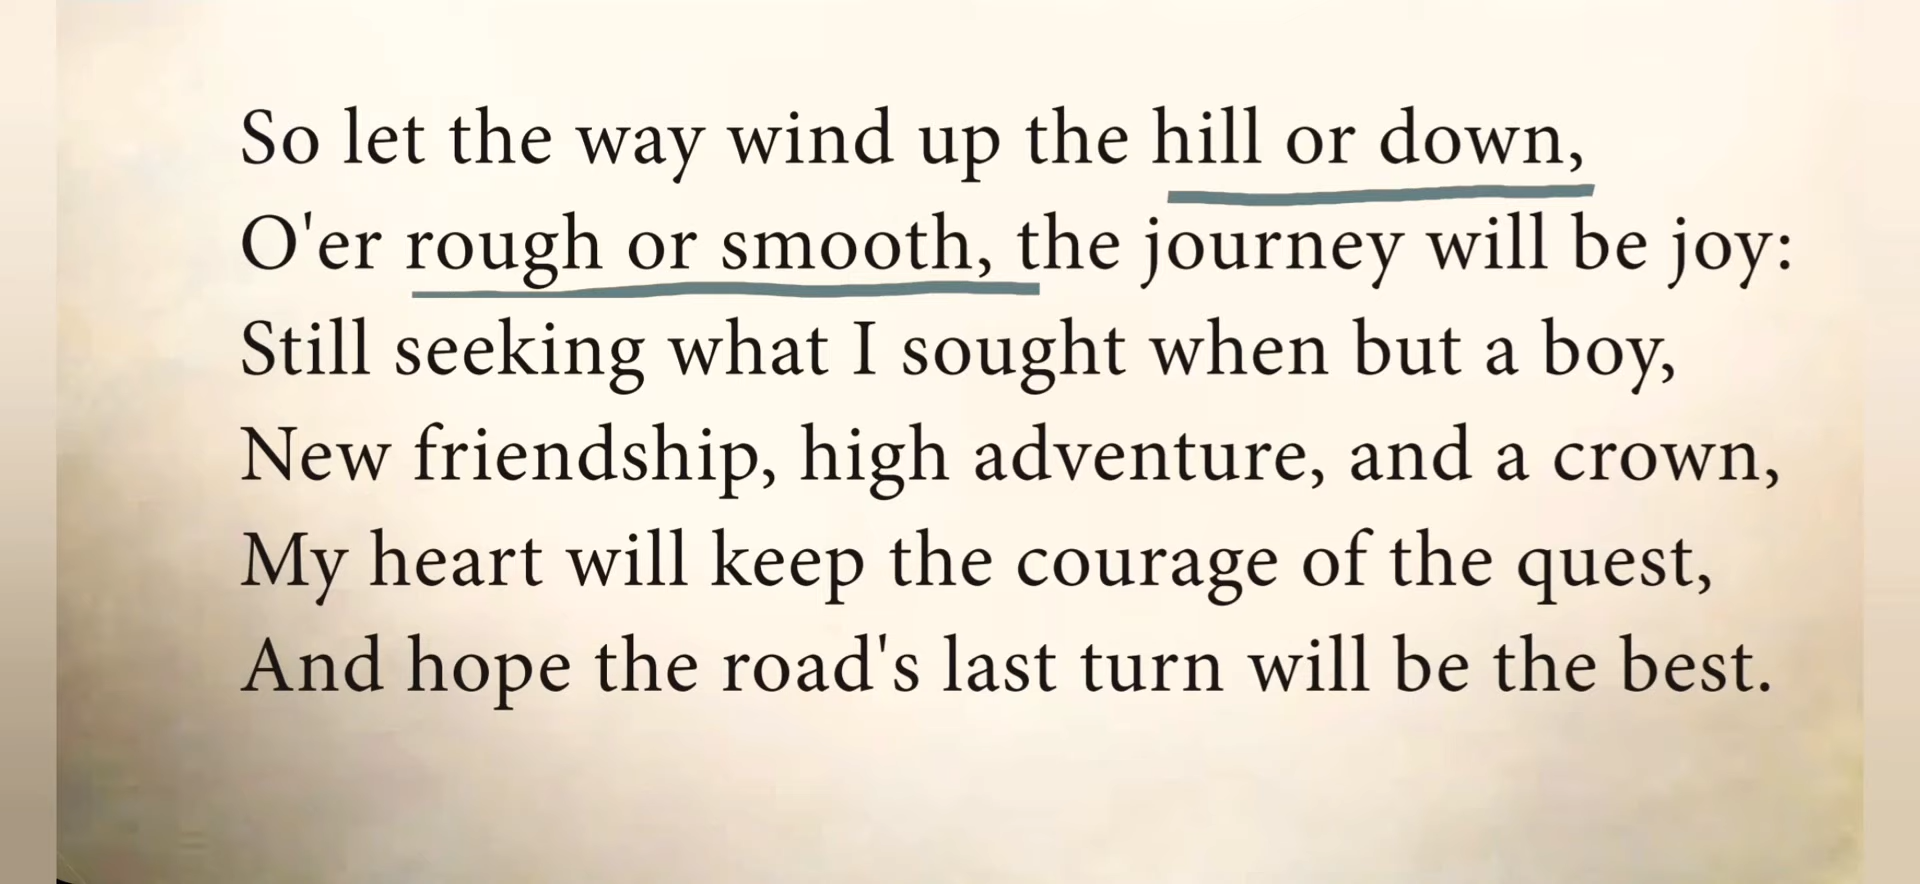 So let the way wind up the hill or down,
O'er rough or smooth, the journey will be joy:
Still seeking what I sought when but a boy,
New friendship, high adventure, and a crown,
My heart will keep the courage of the quest,
And hope the road's last turn will be the best.